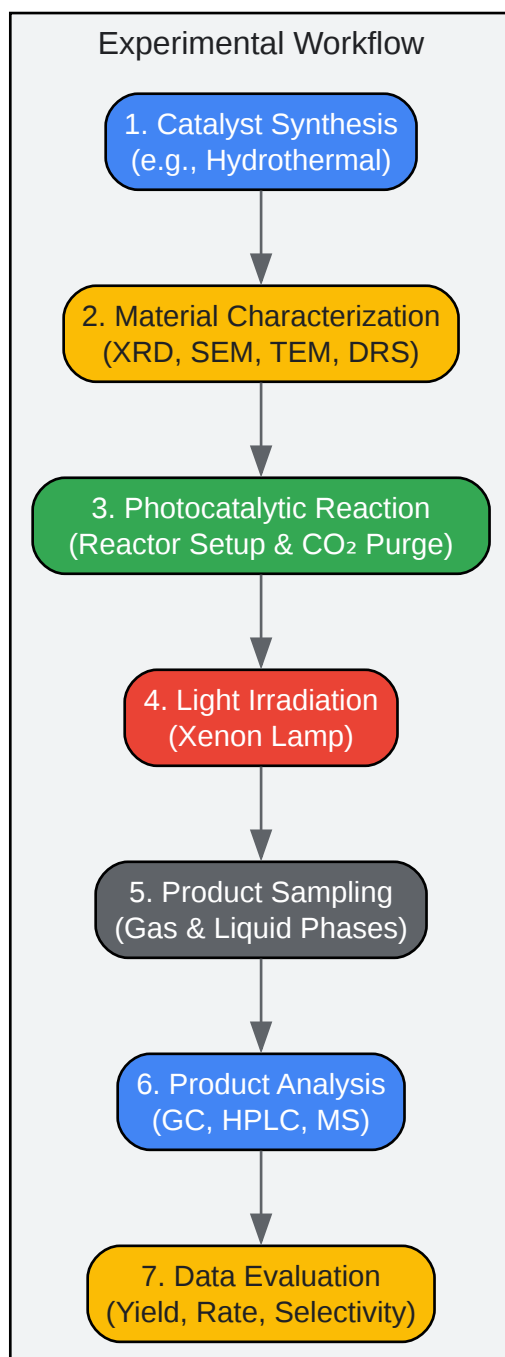 Experimental Workflow
1. Catalyst Synthesis
(e.g., Hydrothermal)
2. Material Characterization
(XRD, SEM, TEM, DRS)
3. Photocatalytic Reaction
(Reactor Setup & CO₂ Purge)
4. Light Irradiation
(Xenon Lamp)
5. Product Sampling
(Gas & Liquid Phases)
6. Product Analysis
(GC, HPLC, MS)
7. Data Evaluation
(Yield, Rate, Selectivity)